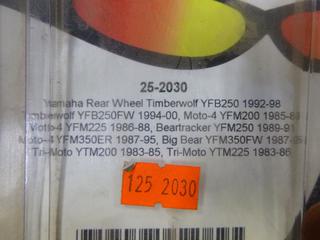 25-2030
Yamaha Rear Wheel Timberwolf YFB250 1992-98
Timberwolf YFB250FW 1994-00, Moto-4 YFM200 1985-89
Moto-4 YFM225 1986-88, Beartracker YFM250 1989-91
Moto-4 YFM350ER 1987-95, Big Bear YFM350FW 1987-95
Tri-Moto YTM200 1983-85, Tri-Moto YTM225 1983-86
125 2030